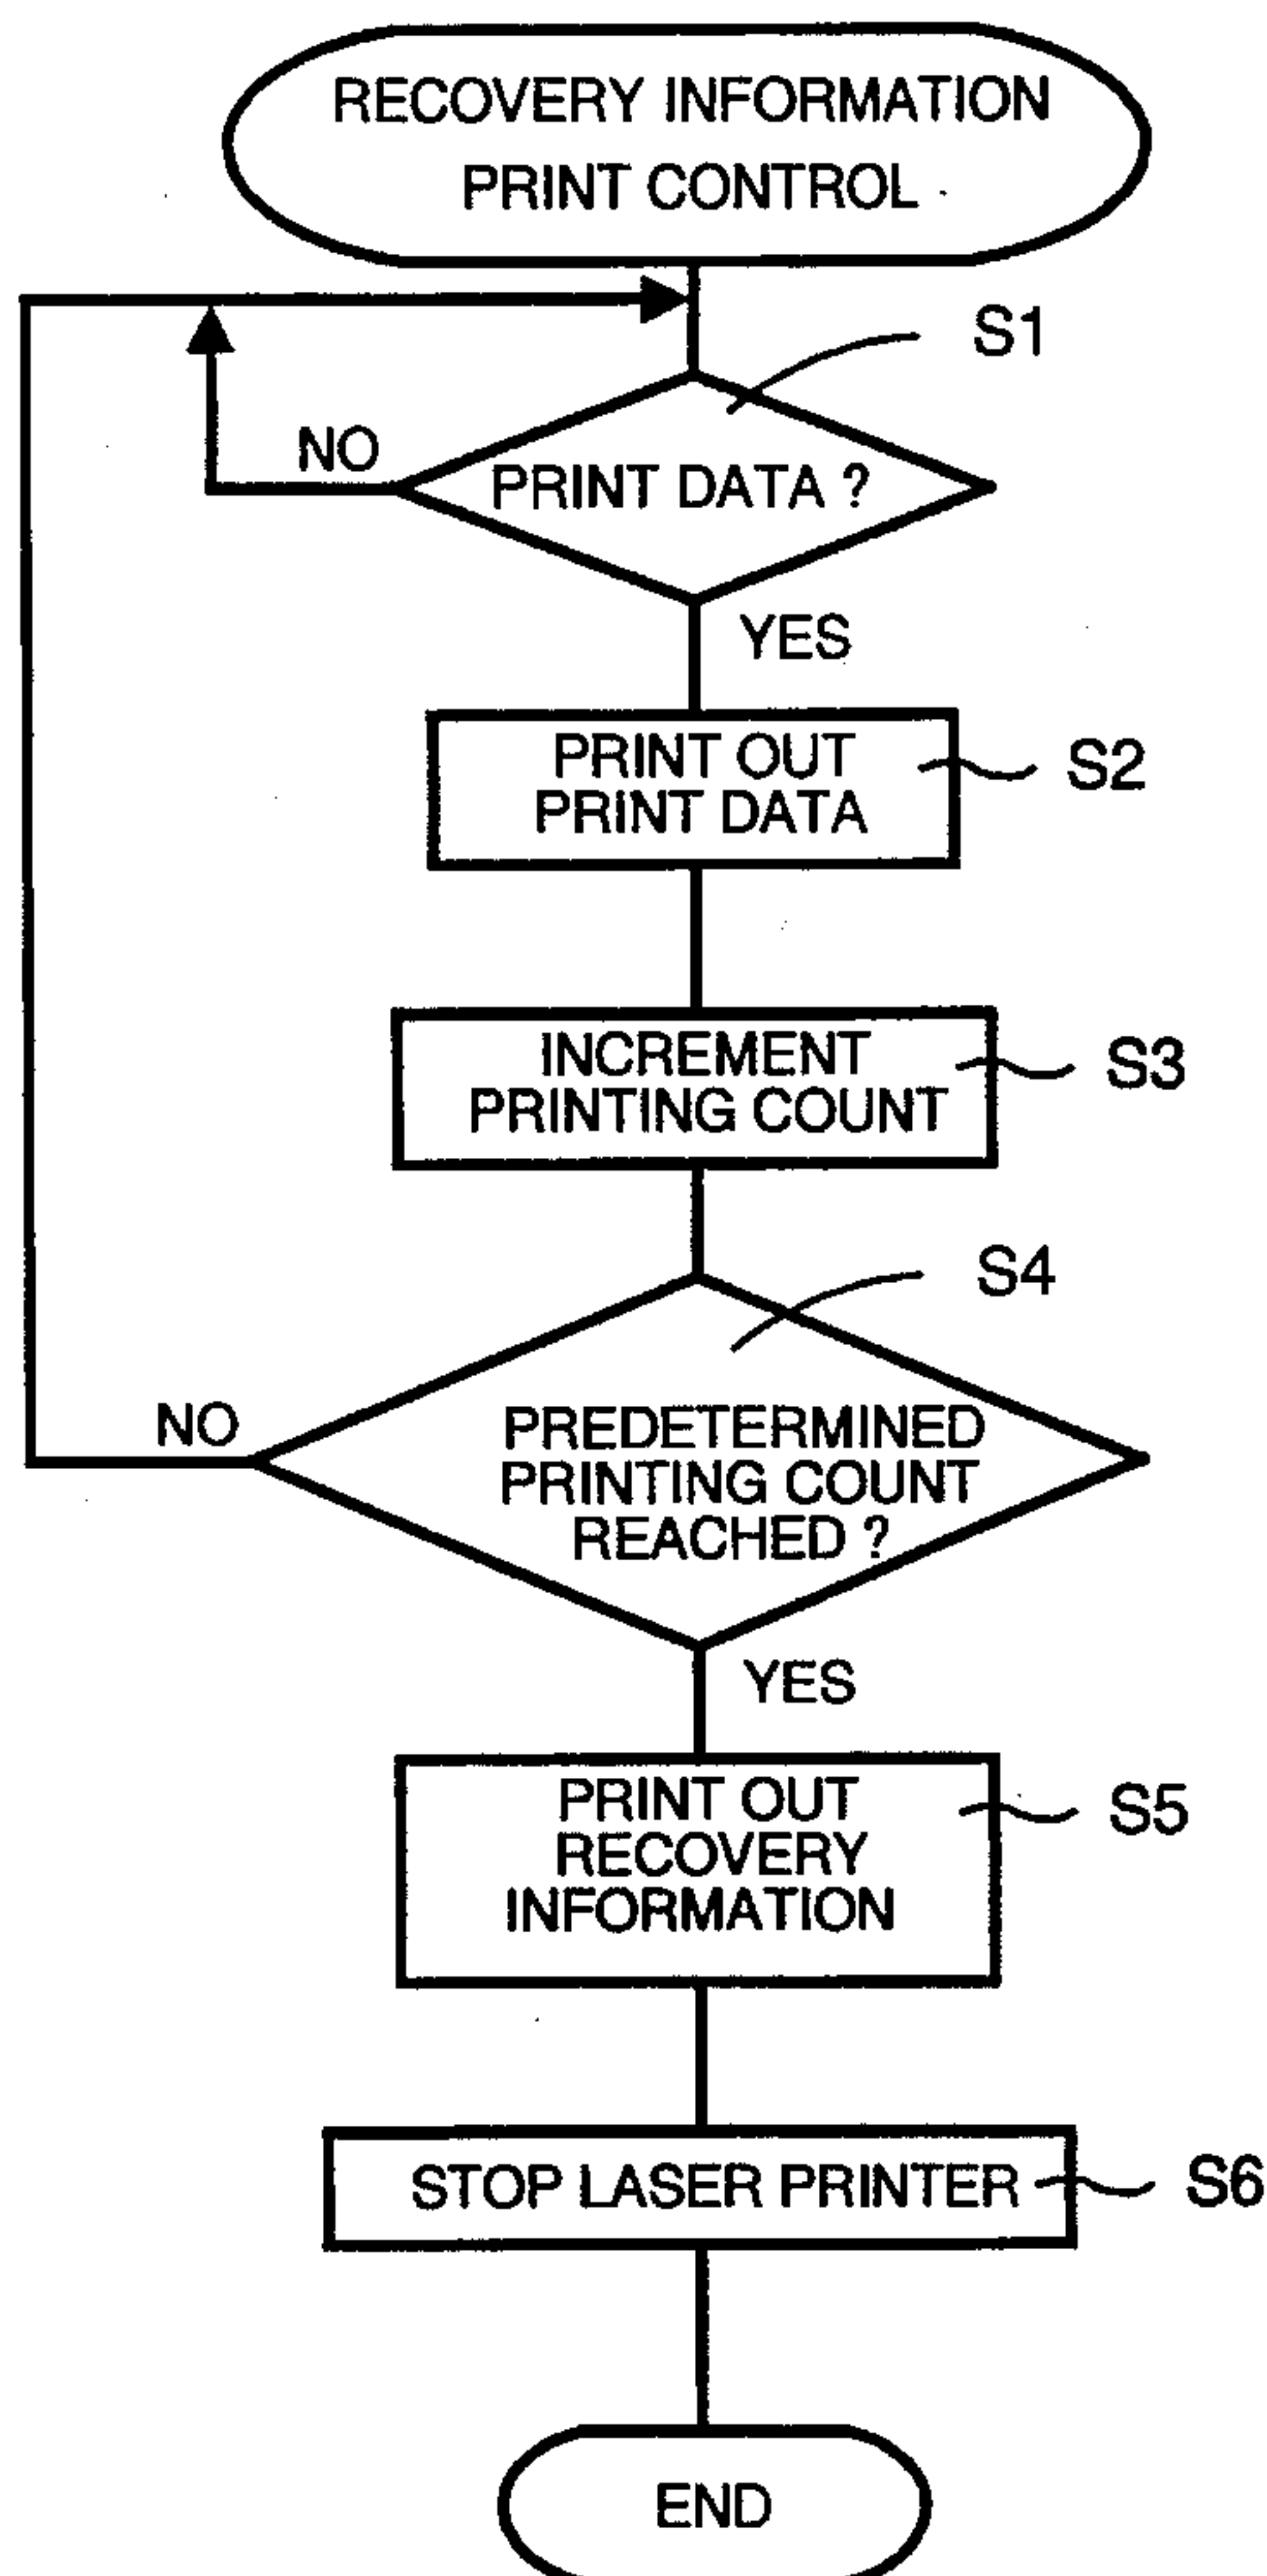 RECOVERY INFORMATION
PRINT CONTROL
S1
NO
PRINT DATA ?
YES
PRINT OUT
PRINT DATA
S2
INCREMENT
PRINTING COUNT
S3
S4
NO
PREDETERMINED
PRINTING COUNT
REACHED ?
YES
PRINT OUT
RECOVERY
INFORMATION
S5
STOP LASER PRINTER
S6
END